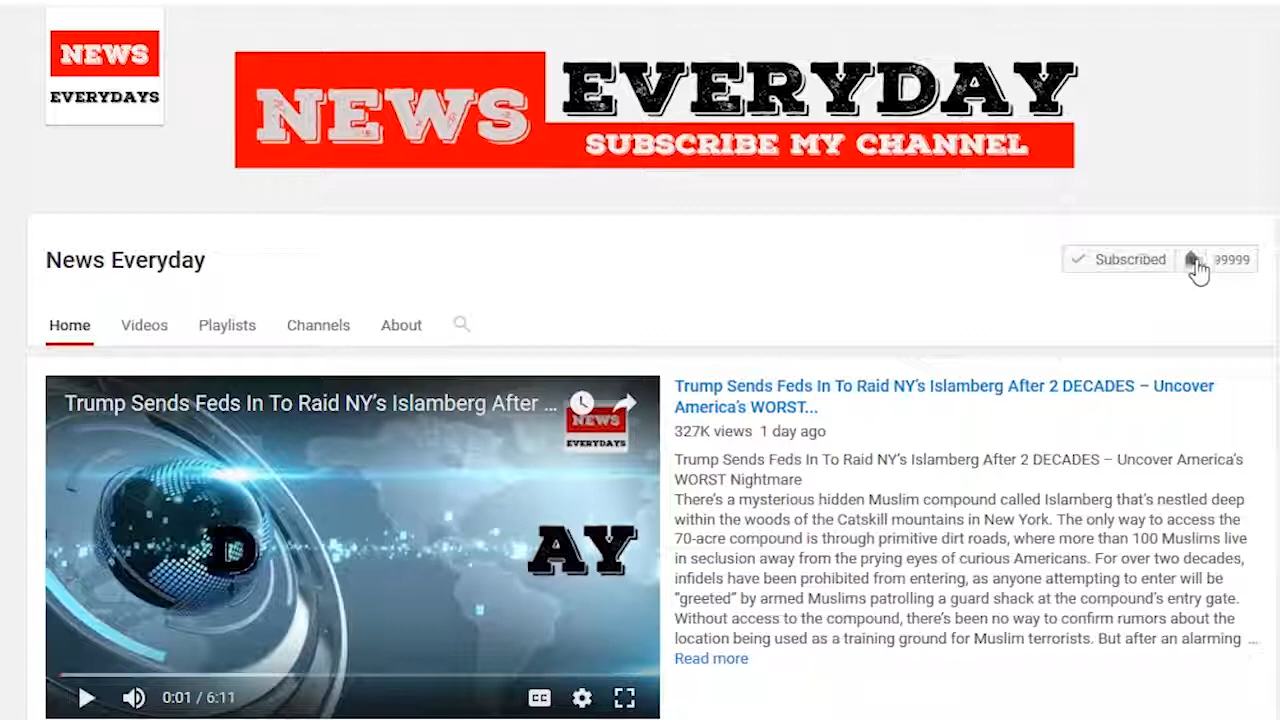 NEWS
EVERYDAYS
NEWS
EVERYDAY
SUBSCRIBE MY CHANNEL
News Everyday
Subscribed
99999
Home Videos Playlists Channels About
Trump Sends Feds In To Raid NY's Islamberg After ...
NEWS
EVERYDAYS
D AY
0:01 / 6:11
CC
Trump Sends Feds In To Raid NY's Islamberg After 2 DECADES – Uncover
America's WORST...
327K views 1 day ago
Trump Sends Feds In To Raid NY's Islamberg After 2 DECADES – Uncover America's
WORST Nightmare
There's a mysterious hidden Muslim compound called Islamberg that's nestled deep
within the woods of the Catskill mountains in New York. The only way to access the
70-acre compound is through primitive dirt roads, where more than 100 Muslims live
in seclusion away from the prying eyes of curious Americans. For over two decades,
infidels have been prohibited from entering, as anyone attempting to enter will be
“greeted” by armed Muslims patrolling a guard shack at the compound's entry gate.
Without access to the compound, there's been no way to confirm rumors about the
location being used as a training ground for Muslim terrorists. But after an alarming ...
Read more